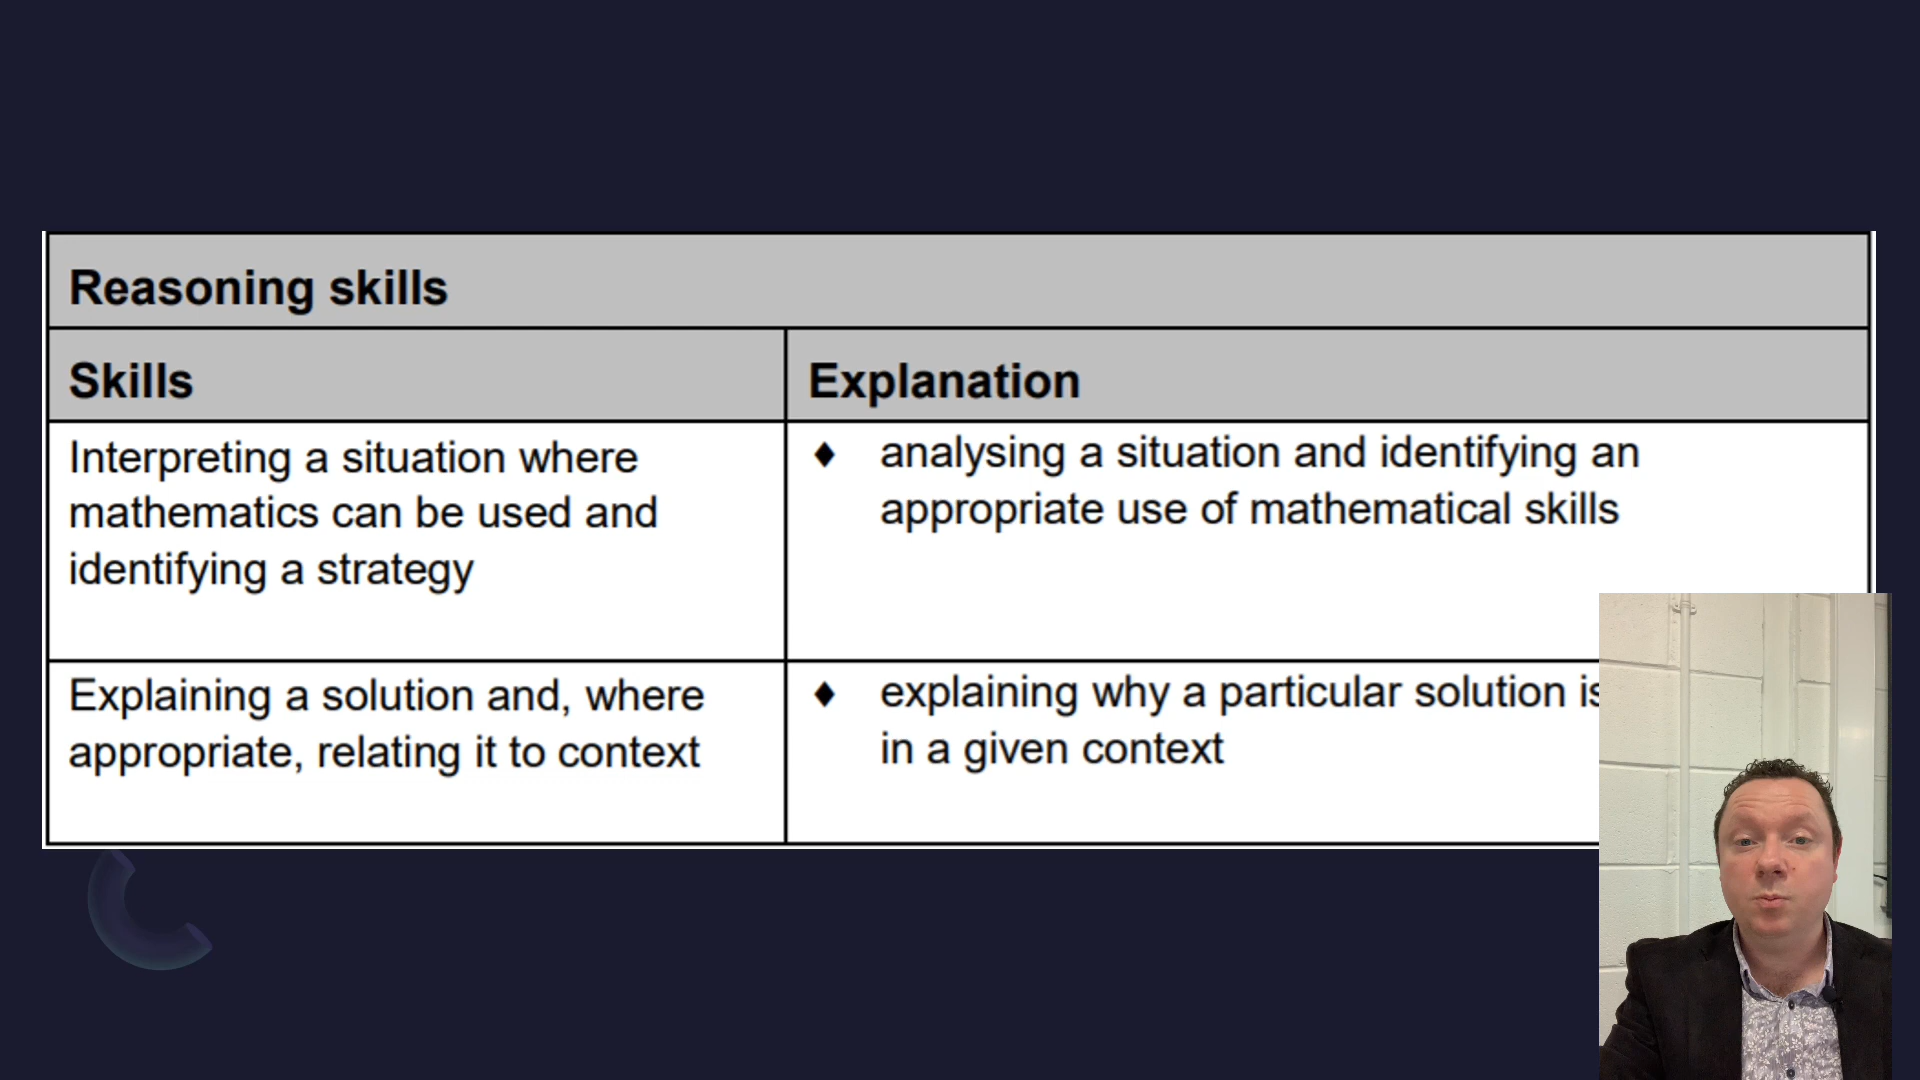 Reasoning skills
Skills
Explanation
Interpreting a situation where
mathematics can be used and
identifying a strategy
♦ analysing a situation and identifying an
appropriate use of mathematical skills
Explaining a solution and, where
appropriate, relating it to context
♦ explaining why a particular solution is
in a given context